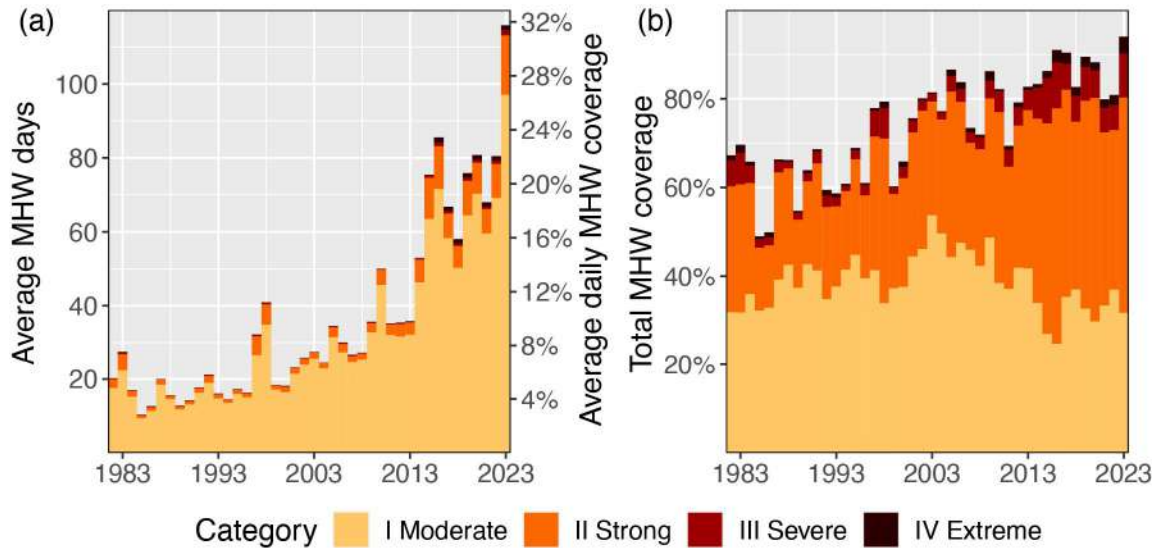 (a)
Average MHW days
100
80
60
40
20
32%
28%
24%
20%
16%
12%
8%
4%
Average daily MHW coverage
1983 1993 2003 2013 2023
(b)
Total MHW coverage
80%
60%
40%
20%
1983 1993 2003 2013 2023
Category I Moderate II Strong III Severe IV Extreme